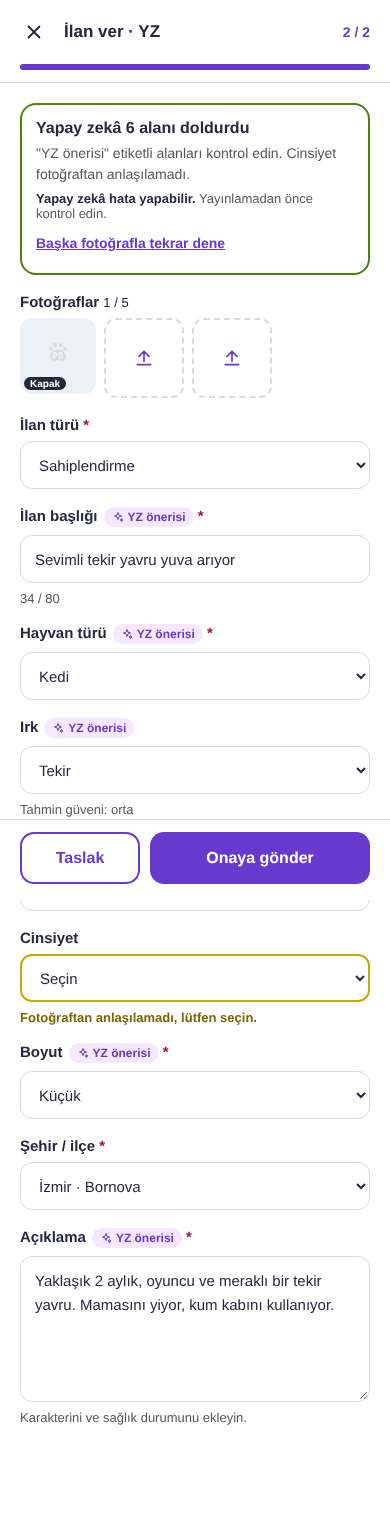 İlan ver · YZ
2 / 2
Yapay zekâ 6 alanı doldurdu
"YZ önerisi" etiketli alanları kontrol edin. Cinsiyet
fotoğraftan anlaşılamadı.
Yapay zekâ hata yapabilir. Yayınlamadan önce
kontrol edin.
Başka fotoğrafla tekrar dene
Fotoğraflar 1 / 5
Kapak
İlan türü *
Sahiplendirme
İlan başlığı YZ önerisi *
Sevimli tekir yavru yuva arıyor
34 / 80
Hayvan türü YZ önerisi *
Kedi
Irk YZ önerisi
Tekir
Tahmin güveni: orta
Taslak
Onaya gönder
Cinsiyet
Seçin
Fotoğraftan anlaşılamadı, lütfen seçin.
Boyut YZ önerisi *
Küçük
Şehir / ilçe *
İzmir · Bornova
Açıklama YZ önerisi *
Yaklaşık 2 aylık, oyuncu ve meraklı bir tekir
yavru. Mamasını yiyor, kum kabını kullanıyor.
Karakterini ve sağlık durumunu ekleyin.